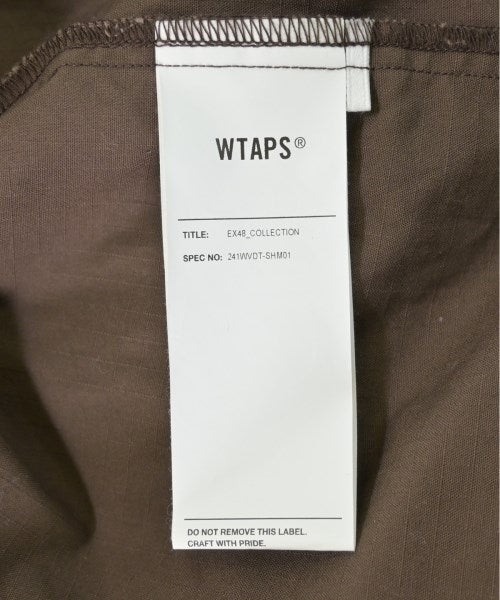 WTAPS®
TITLE: EX48_COLLECTION
SPEC NO: 241WVDT-SHM01
DO NOT REMOVE THIS LABEL.
CRAFT WITH PRIDE.